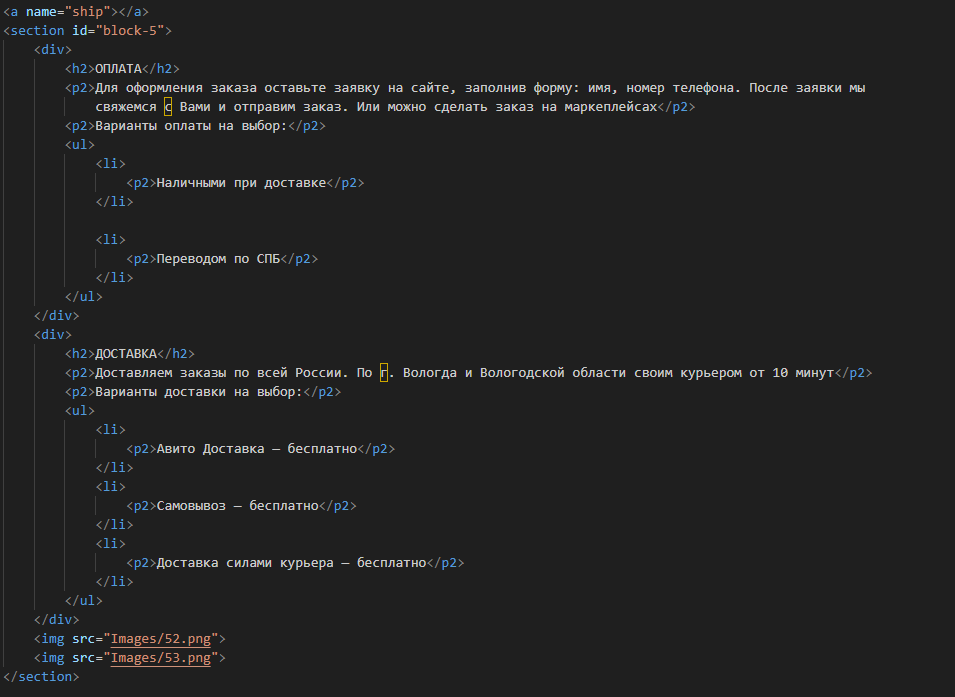 <a name="ship"></a>
<section id="block-5">
<div>
<h2>ОПЛАТА</h2>
<p2>Для оформления заказа оставьте заявку на сайте, заполнив форму: имя, номер телефона. После заявки мы
свяжемся с Вами и отправим заказ. Или можно сделать заказ на маркеплейсах</p2>
<p2>Варианты оплаты на выбор:</p2>
<ul>
<li>
<p2>Наличными при доставке</p2>
</li>
<li>
<p2>Переводом по СПБ</p2>
</li>
</ul>
</div>
<div>
<h2>ДОСТАВКА</h2>
<p2>Доставляем заказы по всей России. По г. Вологда и Вологодской области своим курьером от 10 минут</p2>
<p2>Варианты доставки на выбор:</p2>
<ul>
<li>
<p2>Авито Доставка — бесплатно</p2>
</li>
<li>
<p2>Самовывоз — бесплатно</p2>
</li>
<li>
<p2>Доставка силами курьера — бесплатно</p2>
</li>
</ul>
</div>
<img src="Images/52.png">
<img src="Images/53.png">
</section>